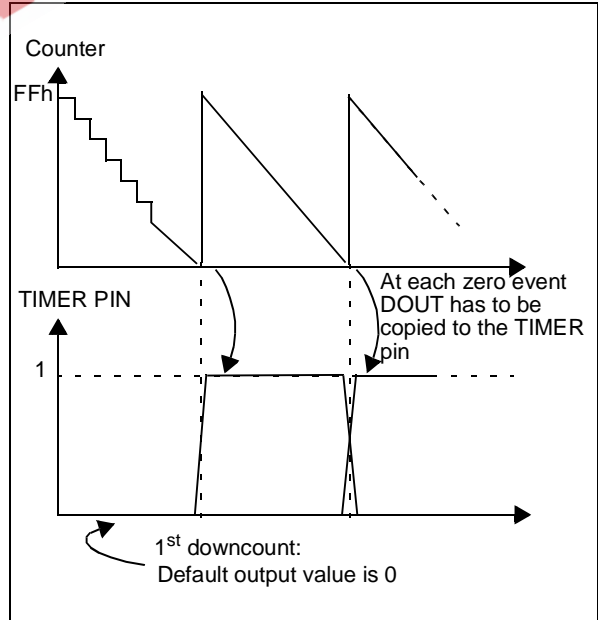 Counter
FFh
At each zero event
DOUT has to be
copied to the TIMER
pin
TIMER PIN
1
1st downcount:
Default output value is 0